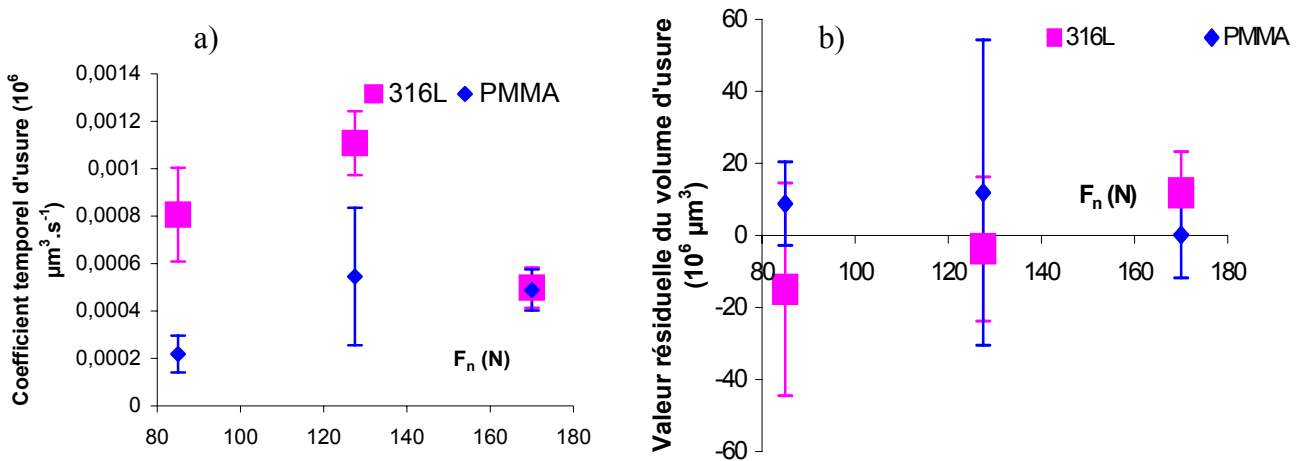 a)
Coefficient temporel d'usure (10⁶
µm³.s⁻¹)
0,0014
0,0012
0,001
0,0008
0,0006
0,0004
0,0002
0
316L PMMA
Fₙ (N)
80 100 120 140 160 180
b)
Valeur résiduelle du volume d'usure
(10⁶ µm³)
60
40
20
0
-20
-40
-60
316L PMMA
Fₙ (N)
80 100 120 140 160 180